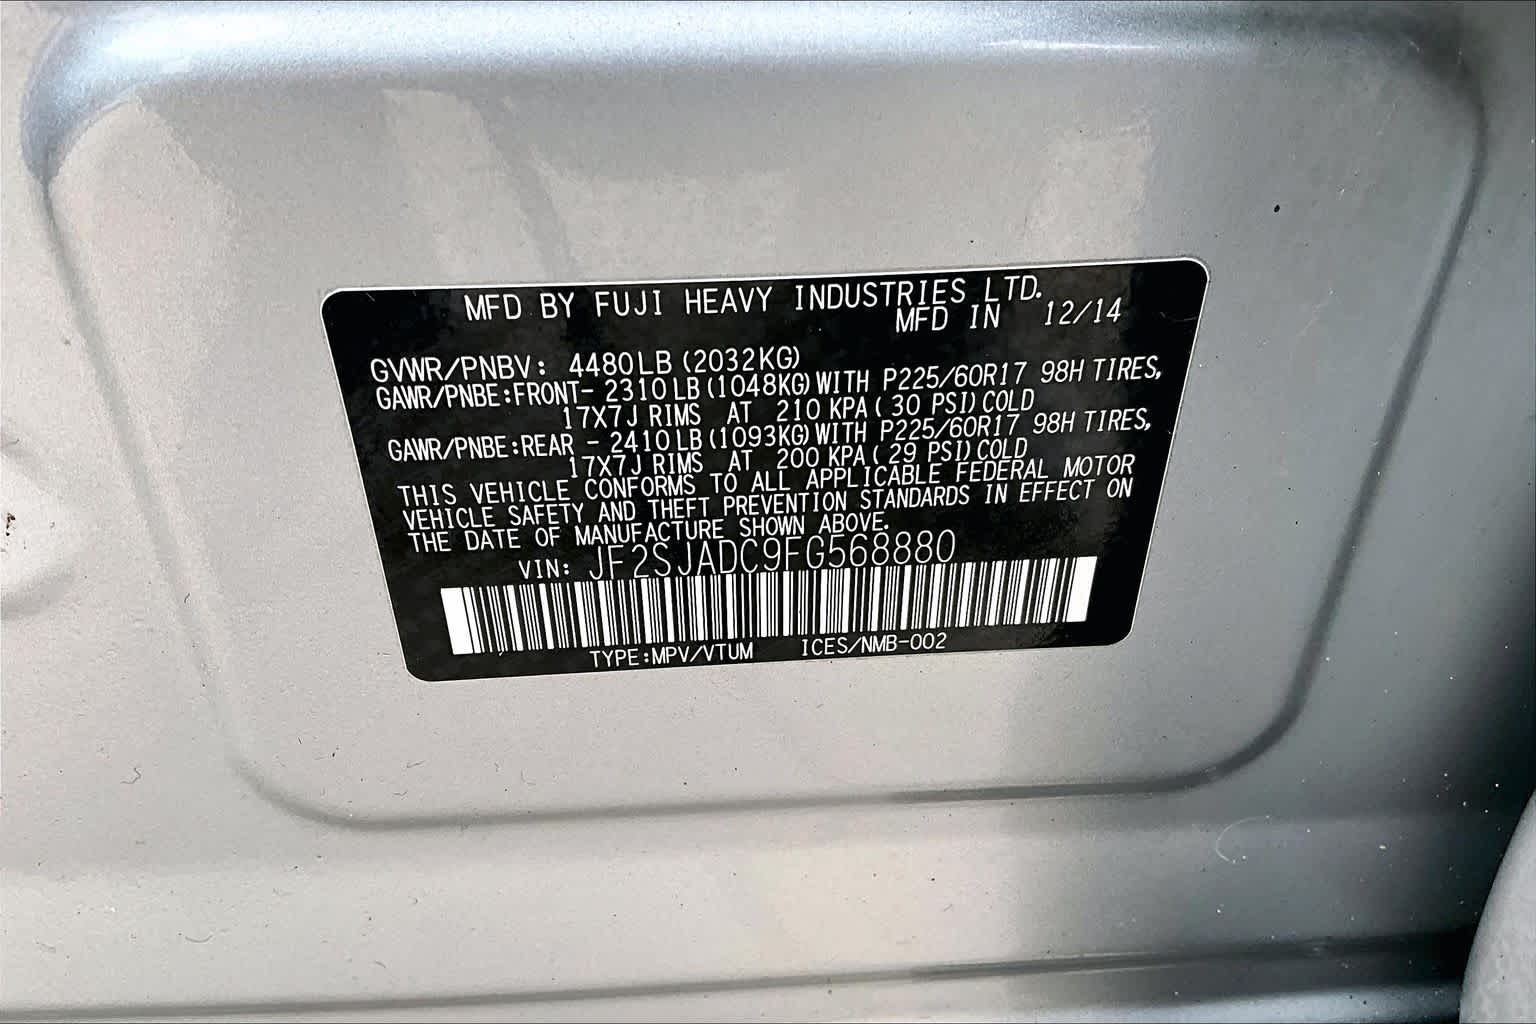 MFD BY FUJI HEAVY INDUSTRIES LTD.
MFD IN 12/14
GVWR/PNBV: 4480LB (2032KG)
GAWR/PNBE:FRONT- 2310LB (1048KG) WITH P225/60R17 98H TIRES,
17X7J RIMS AT 210 KPA ( 30 PSI) COLD
GAWR/PNBE:REAR - 2410LB (1093KG) WITH P225/60R17 98H TIRES,
17X7J RIMS AT 200 KPA ( 29 PSI) COLD
THIS VEHICLE CONFORMS TO ALL APPLICABLE FEDERAL MOTOR
VEHICLE SAFETY AND THEFT PREVENTION STANDARDS IN EFFECT ON
THE DATE OF MANUFACTURE SHOWN ABOVE.
VIN: JF2SJADC9FG568880
TYPE:MPV/VTUM ICES/NMB-002